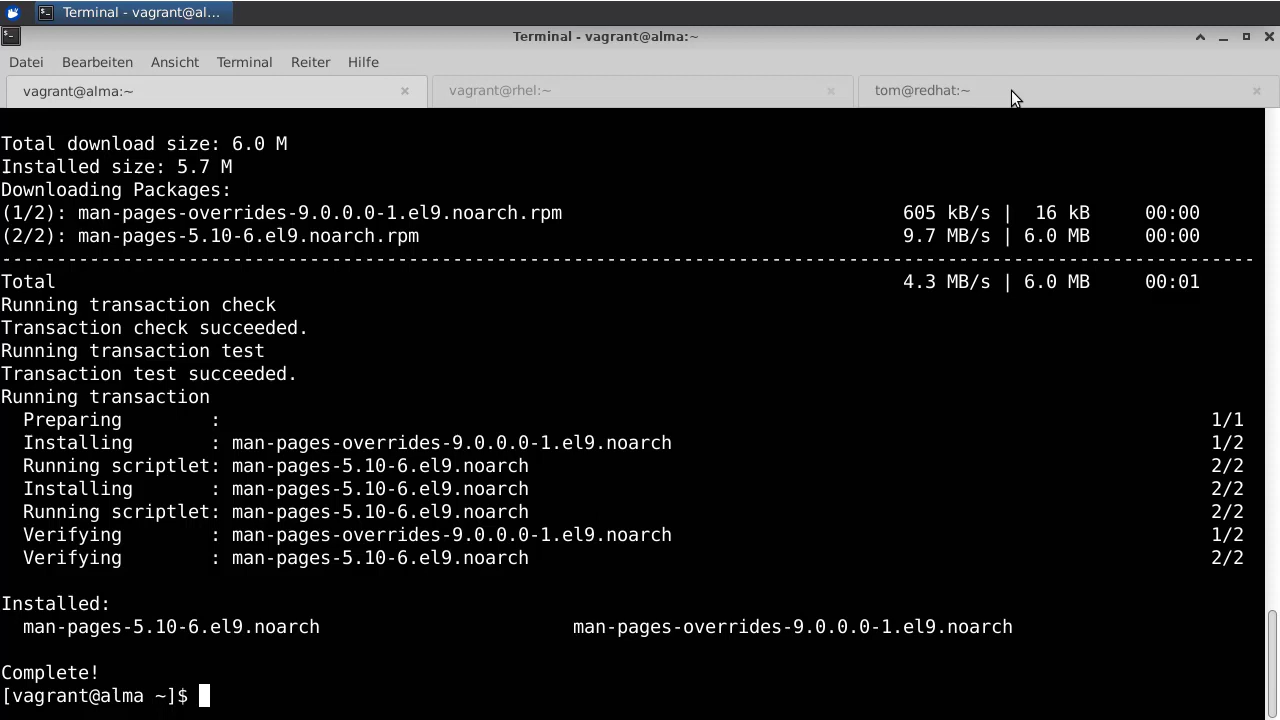 Terminal - vagrant@al...
Terminal - vagrant@alma:~
Datei Bearbeiten Ansicht Terminal Reiter Hilfe
vagrant@alma:~ vagrant@rhel:~ tom@redhat:~
Total download size: 6.0 M
Installed size: 5.7 M
Downloading Packages:
(1/2): man-pages-overrides-9.0.0.0-1.el9.noarch.rpm 605 kB/s | 16 kB 00:00
(2/2): man-pages-5.10-6.el9.noarch.rpm 9.7 MB/s | 6.0 MB 00:00
------------------------------------------------------------------------------------------------------------------
Total 4.3 MB/s | 6.0 MB 00:01
Running transaction check
Transaction check succeeded.
Running transaction test
Transaction test succeeded.
Running transaction
Preparing : 1/1
Installing : man-pages-overrides-9.0.0.0-1.el9.noarch 1/2
Running scriptlet: man-pages-5.10-6.el9.noarch 2/2
Installing : man-pages-5.10-6.el9.noarch 2/2
Running scriptlet: man-pages-5.10-6.el9.noarch 2/2
Verifying : man-pages-overrides-9.0.0.0-1.el9.noarch 1/2
Verifying : man-pages-5.10-6.el9.noarch 2/2
Installed:
man-pages-5.10-6.el9.noarch man-pages-overrides-9.0.0.0-1.el9.noarch
Complete!
[vagrant@alma ~]$